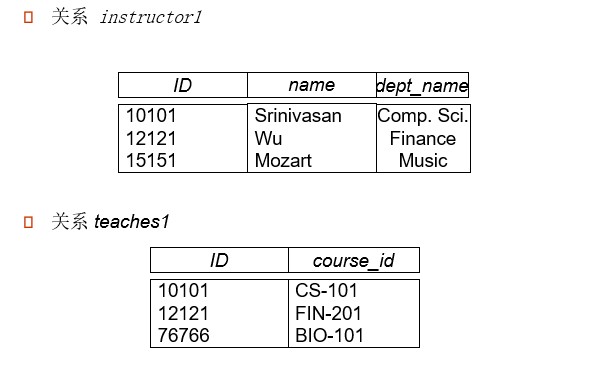 关系 instructor1
ID name dept_name
10101 Srinivasan Comp. Sci.
12121 Wu Finance
15151 Mozart Music
关系 teaches1
ID course_id
10101 CS-101
12121 FIN-201
76766 BIO-101